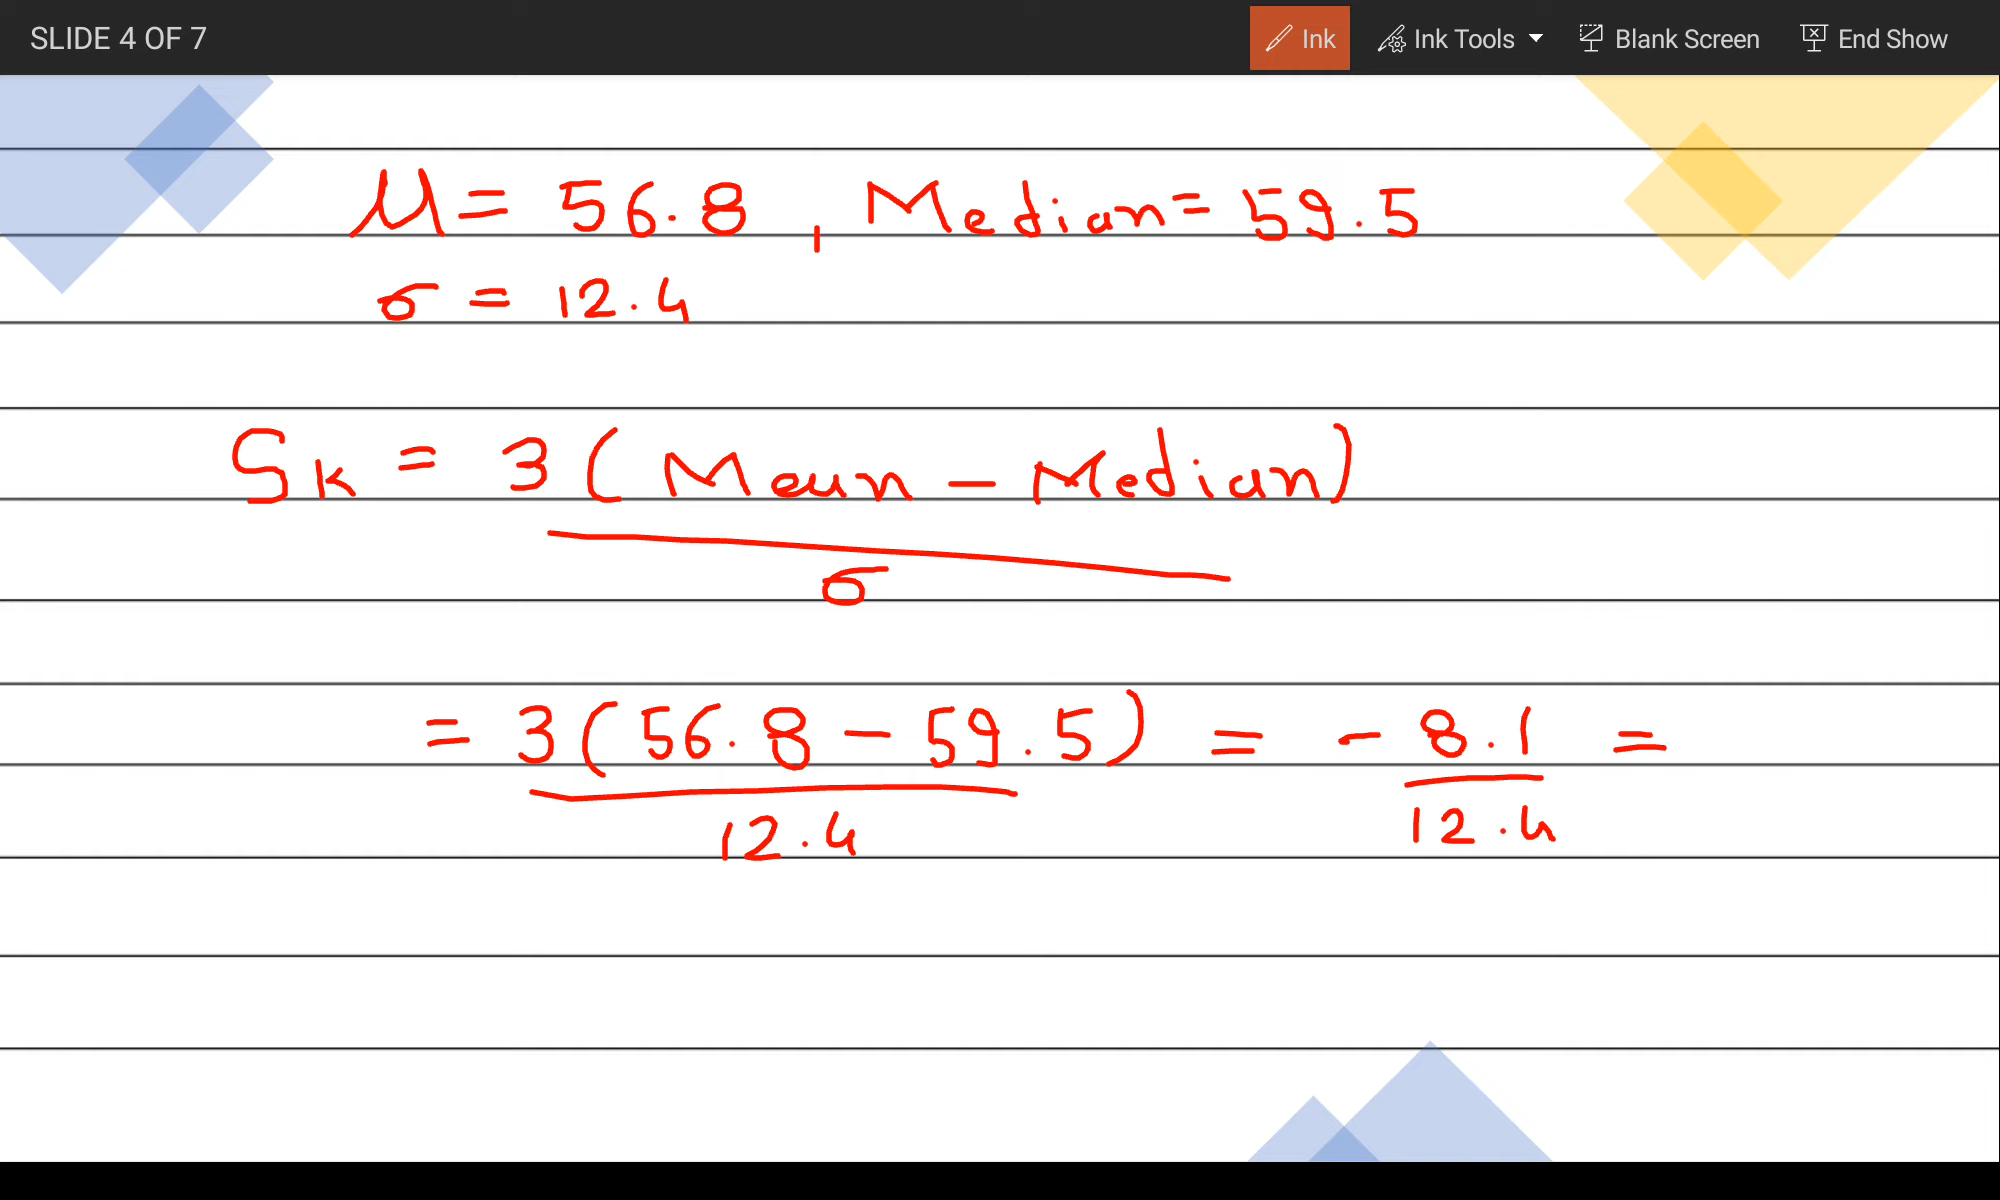 SLIDE 4 OF 7 Ink Ink Tools Blank Screen End Show
μ = 56.8 , Median = 59.5
σ = 12.4
Sk = 3 ( Mean - Median)
σ
= 3 ( 56.8 - 59.5 ) = - 8.1 =
12.4 12.4